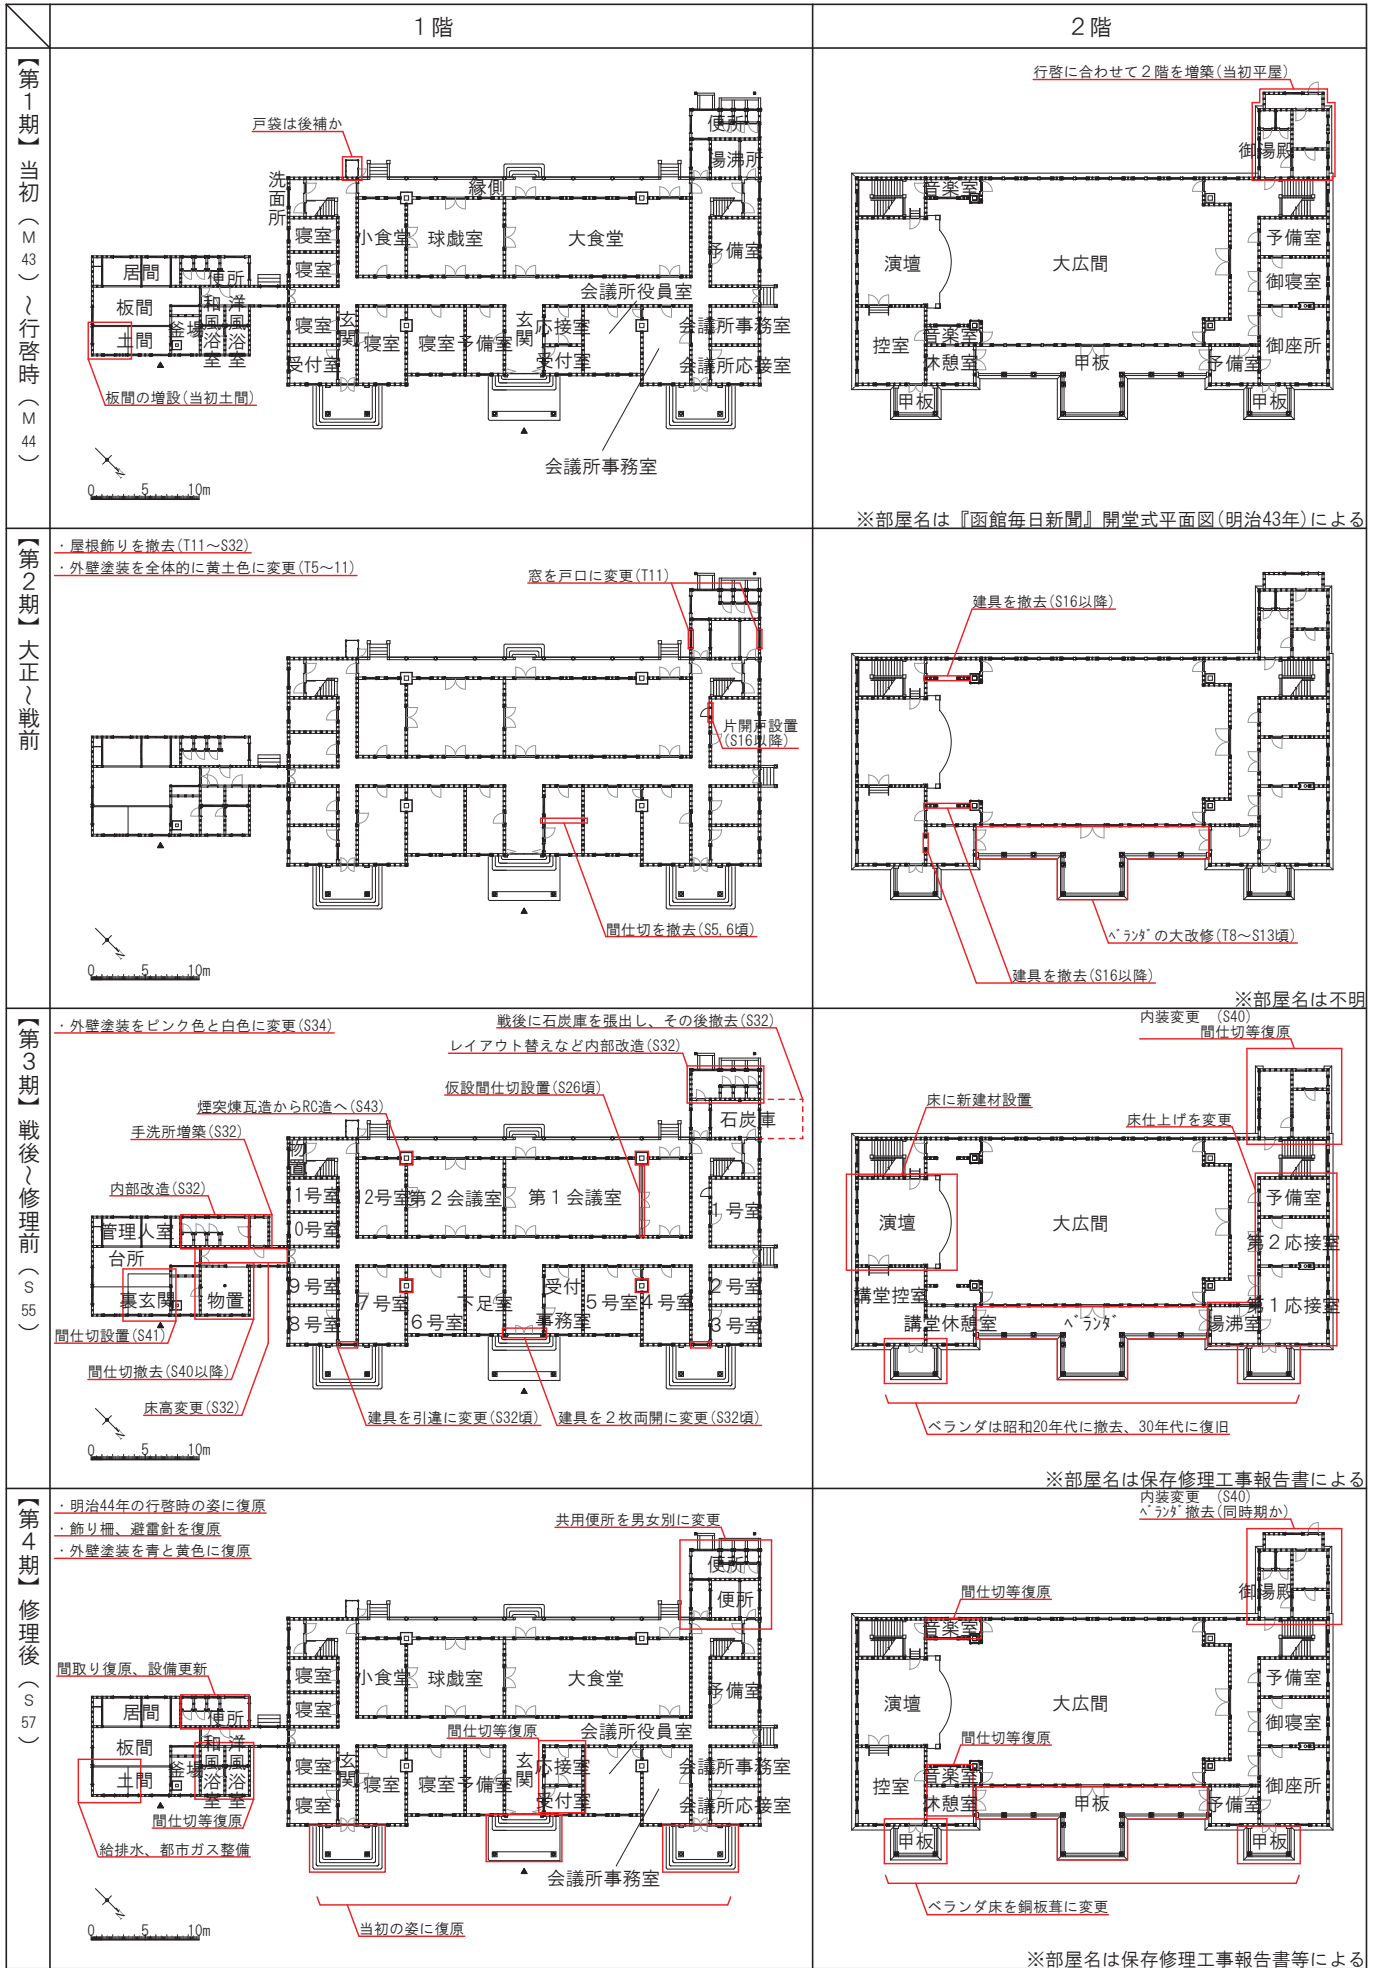 １階
２階
【第１期】当初（M43）～行啓時（M44）
戸袋は後補か
便所
湯沸所
洗面所
縁側
寝室
小食堂
球戯室
大食堂
予備室
寝室
居間
便所
板間
和風浴室
洋風浴室
釜場
土間
会議所役員室
寝室
玄関
寝室
寝室
予備室
玄関
応接室
会議所事務室
受付室
受付室
会議所応接室
板間の増設(当初土間)
会議所事務室
N
0 5 10m
行啓に合わせて２階を増築(当初平屋)
御湯殿
音楽室
予備室
演壇
大広間
御寝室
音楽室
控室
休憩室
甲板
予備室
御座所
甲板
甲板
※部屋名は『函館毎日新聞』開堂式平面図(明治43年)による
【第２期】大正～戦前
・屋根飾りを撤去(T11～S32)
・外壁塗装を全体的に黄土色に変更(T5～11)
窓を戸口に変更(T11)
片開戸設置
(S16以降)
間仕切を撤去(S5,6頃)
N
0 5 10m
建具を撤去(S16以降)
ﾍﾞﾗﾝﾀﾞの大改修(T8～S13頃)
建具を撤去(S16以降)
※部屋名は不明
【第３期】戦後～修理前（S55）
・外壁塗装をピンク色と白色に変更(S34)
戦後に石炭庫を張出し、その後撤去(S32)
レイアウト替えなど内部改造(S32)
仮設間仕切設置(S26頃)
煙突煉瓦造からRC造へ(S43)
手洗所増築(S32)
石炭庫
物置
内部改造(S32)
1号室
12号室
第２会議室
第１会議室
1号室
0号室
管理人室
台所
9号室
7号室
下足室
受付
事務室
5号室
4号室
2号室
裏玄関
物置
8号室
6号室
3号室
間仕切設置(S41)
間仕切撤去(S40以降)
床高変更(S32)
建具を引違に変更(S32頃)
建具を２枚両開に変更(S32頃)
N
0 5 10m
内装変更　(S40)
間仕切等復原
床に新建材設置
床仕上げを変更
予備室
演壇
大広間
第２応接室
講堂控室
第１応接室
講堂休憩室
ﾍﾞﾗﾝﾀﾞ
湯沸室
ベランダは昭和20年代に撤去、30年代に復旧
※部屋名は保存修理工事報告書による
【第４期】修理後（S57）
・明治44年の行啓時の姿に復原
・飾り柵、避雷針を復原
・外壁塗装を青と黄色に復原
共用便所を男女別に変更
便所
便所
間取り復原、設備更新
寝室
小食堂
球戯室
大食堂
予備室
寝室
居間
便所
板間
和風浴室
洋風浴室
釜場
土間
間仕切等復原
会議所役員室
寝室
玄関
寝室
寝室
予備室
玄関
応接室
会議所事務室
寝室
受付室
会議所応接室
間仕切等復原
給排水、都市ガス整備
会議所事務室
当初の姿に復原
N
0 5 10m
内装変更　(S40)
ﾍﾞﾗﾝﾀﾞ撤去(同時期か)
間仕切等復原
御湯殿
音楽室
予備室
演壇
大広間
御寝室
間仕切等復原
音楽室
控室
休憩室
甲板
予備室
御座所
甲板
甲板
ベランダ床を銅板葺に変更
※部屋名は保存修理工事報告書等による